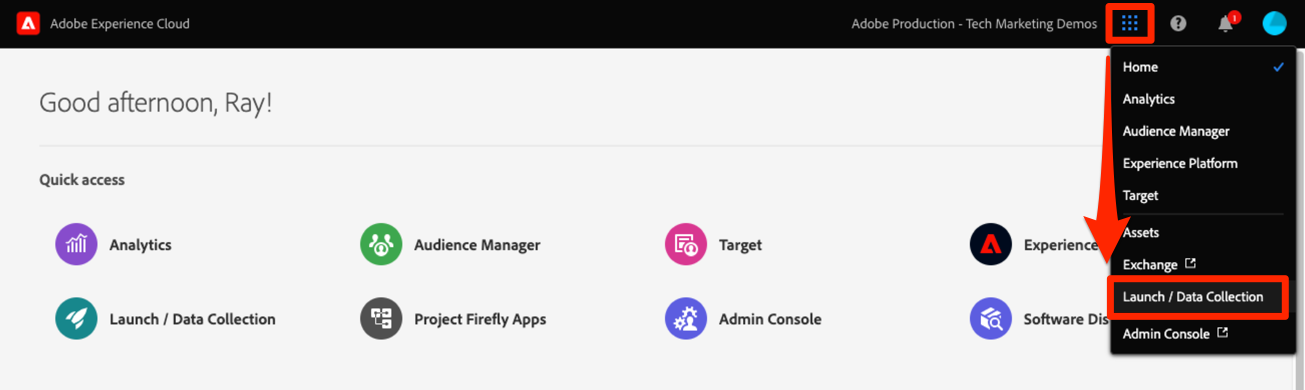 Adobe Experience Cloud
Adobe Production - Tech Marketing Demos
1
Home
Analytics
Audience Manager
Experience Platform
Target
Assets
Exchange
Launch / Data Collection
Admin Console
Good afternoon, Ray!
Quick access
Analytics
Audience Manager
Target
Experience
Launch / Data Collection
Project Firefly Apps
Admin Console
Software Dis